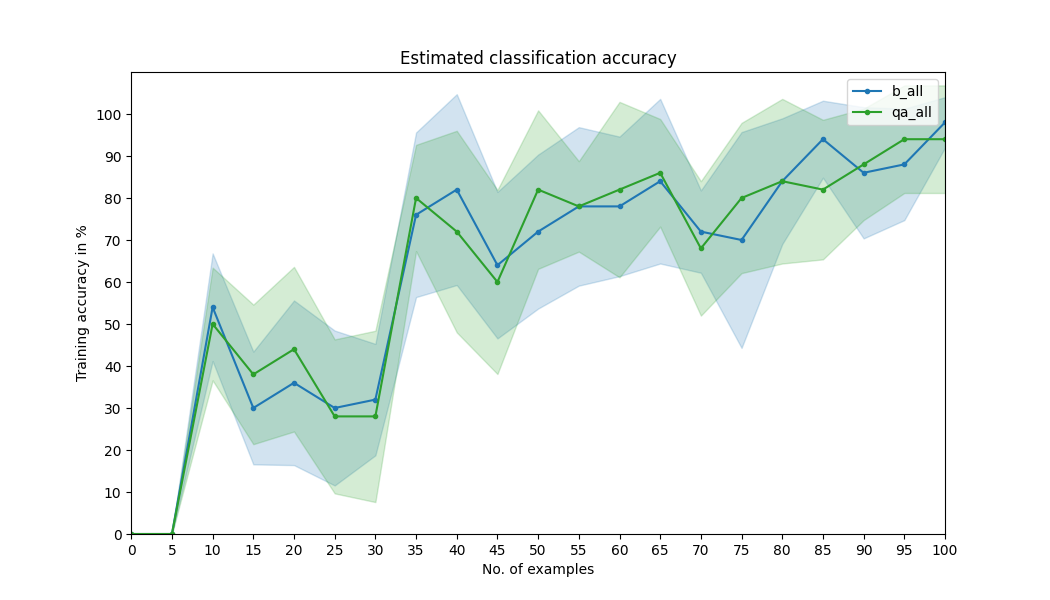 Estimated classification accuracy
b_all
qa_all
Training accuracy in %
100
90
80
70
60
50
40
30
20
10
0
0 5 10 15 20 25 30 35 40 45 50 55 60 65 70 75 80 85 90 95 100
No. of examples